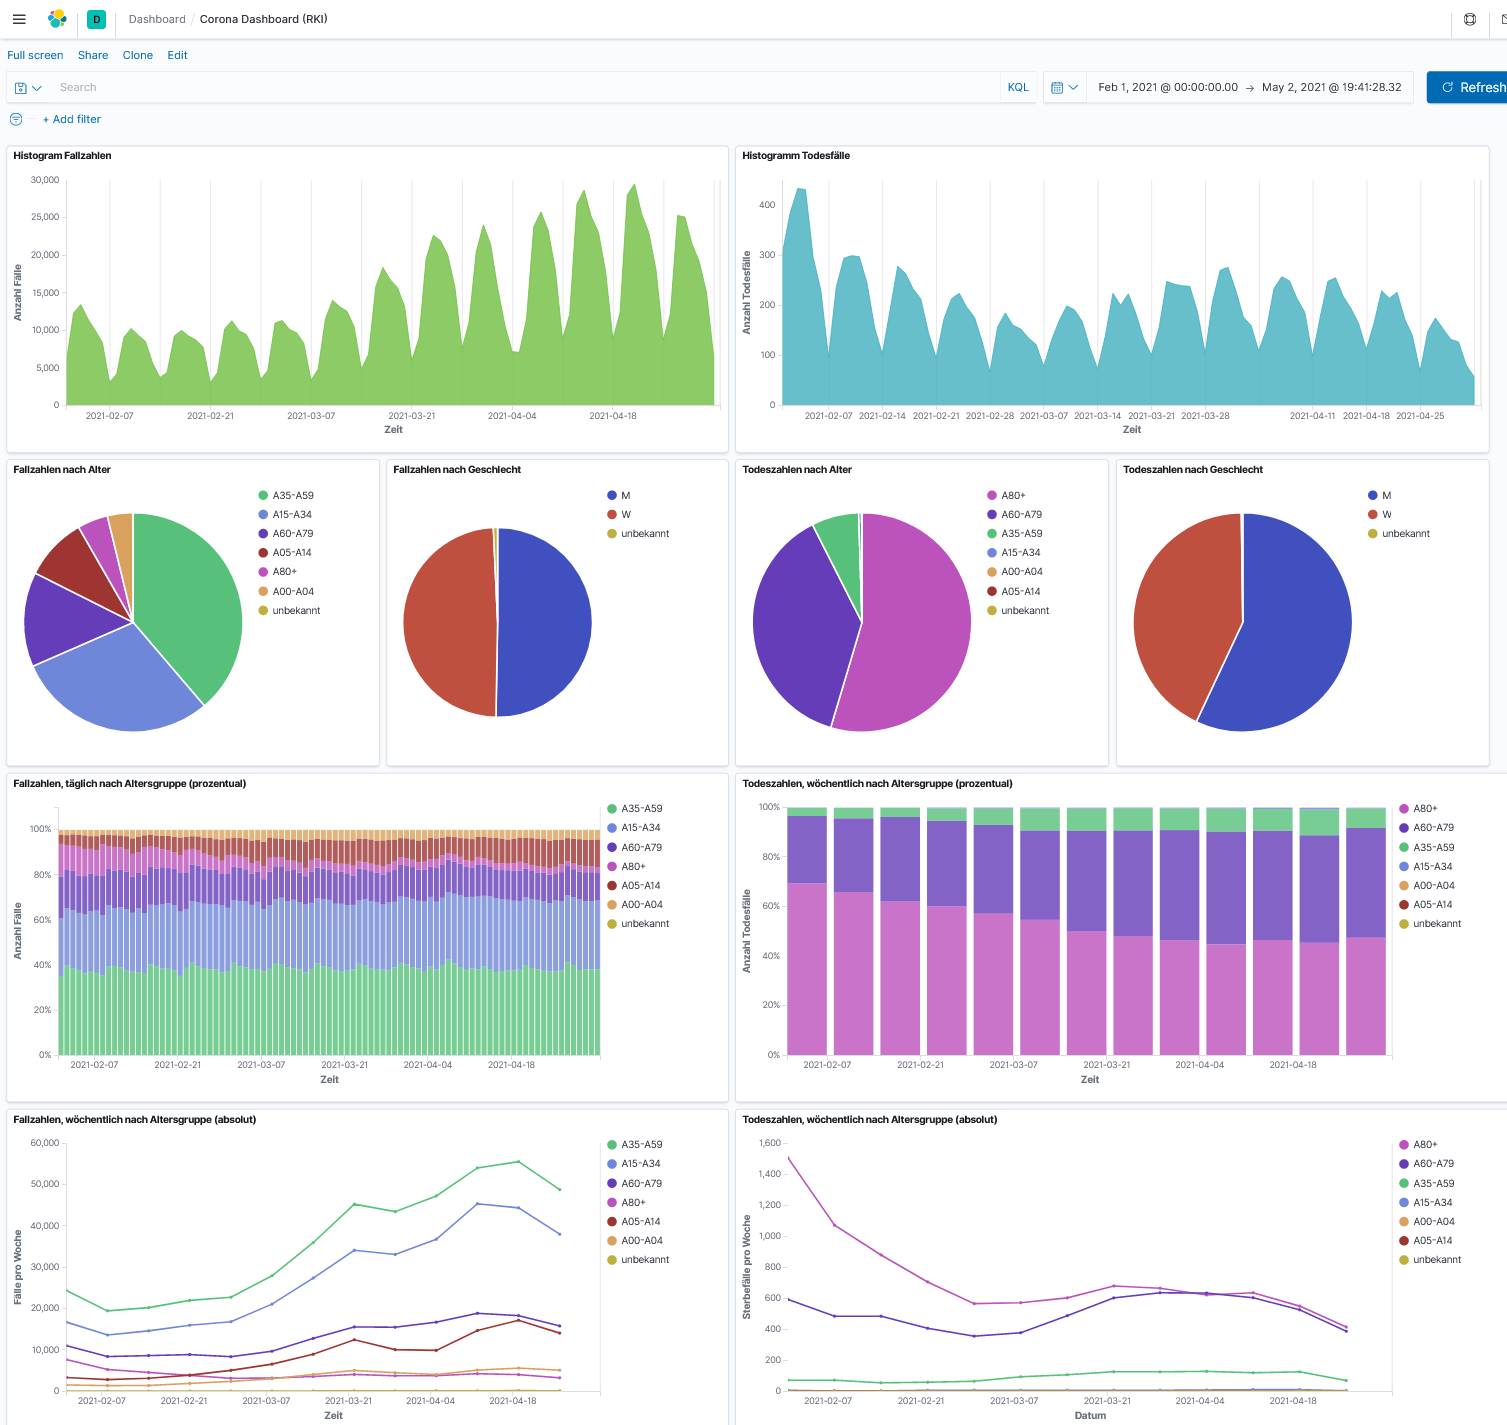 D Dashboard / Corona Dashboard (RKI)
Full screen Share Clone Edit
Search KQL Feb 1, 2021 @ 00:00:00.00 → May 2, 2021 @ 19:41:28.32 Refresh
+ Add filter
Histogram Fallzahlen
30,000
25,000
20,000
15,000
10,000
5,000
0
Anzahl Fälle
2021-02-07 2021-02-21 2021-03-07 2021-03-21 2021-04-04 2021-04-18
Zeit
Histogramm Todesfälle
400
300
200
100
0
Anzahl Todesfälle
2021-02-07 2021-02-14 2021-02-21 2021-02-28 2021-03-07 2021-03-14 2021-03-21 2021-03-28 2021-04-11 2021-04-18 2021-04-25
Zeit
Fallzahlen nach Alter
A35-A59
A15-A34
A60-A79
A05-A14
A80+
A00-A04
unbekannt
Fallzahlen nach Geschlecht
M
W
unbekannt
Todeszahlen nach Alter
A80+
A60-A79
A35-A59
A15-A34
A00-A04
A05-A14
unbekannt
Todeszahlen nach Geschlecht
M
W
unbekannt
Fallzahlen, täglich nach Altersgruppe (prozentual)
100%
80%
60%
40%
20%
0%
Anzahl Fälle
2021-02-07 2021-02-21 2021-03-07 2021-03-21 2021-04-04 2021-04-18
Zeit
A35-A59
A15-A34
A60-A79
A80+
A05-A14
A00-A04
unbekannt
Todeszahlen, wöchentlich nach Altersgruppe (prozentual)
100%
80%
60%
40%
20%
0%
Anzahl Todesfälle
2021-02-07 2021-02-21 2021-03-07 2021-03-21 2021-04-04 2021-04-18
Zeit
A80+
A60-A79
A35-A59
A15-A34
A00-A04
A05-A14
unbekannt
Fallzahlen, wöchentlich nach Altersgruppe (absolut)
60,000
50,000
40,000
30,000
20,000
10,000
0
Fälle pro Woche
2021-02-07 2021-02-21 2021-03-07 2021-03-21 2021-04-04 2021-04-18
Zeit
A35-A59
A15-A34
A60-A79
A80+
A05-A14
A00-A04
unbekannt
Todeszahlen, wöchentlich nach Altersgruppe (absolut)
1,600
1,400
1,200
1,000
800
600
400
200
0
Sterbefälle pro Woche
2021-02-07 2021-02-21 2021-03-07 2021-03-21 2021-04-04 2021-04-18
Datum
A80+
A60-A79
A35-A59
A15-A34
A00-A04
A05-A14
unbekannt